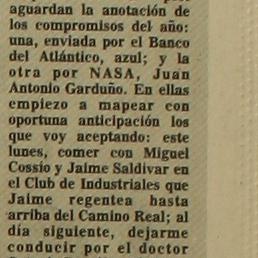 aguardan la anotación de
los compromisos del año:
una, enviada por el Banco
del Atlántico, azul; y la
otra por NASA, Juan
Antonio Garduño. En ellas
empiezo a mapear con
oportuna anticipación los
que voy aceptando: este
lunes, comer con Miguel
Cossío y Jaime Saldivar en
el Club de Industriales que
Jaime regentea hasta
arriba del Camino Real; al
día siguiente, dejarme
conducir por el doctor